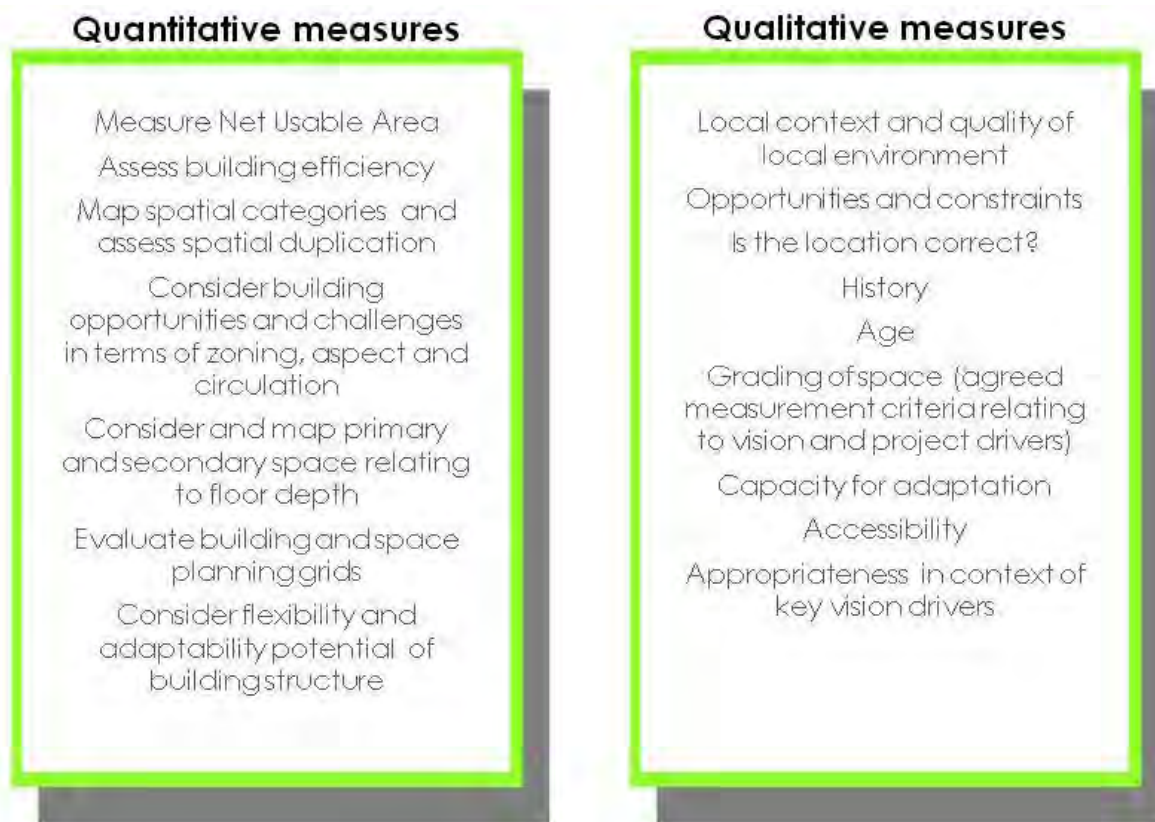 Quantitative measures
Measure Net Usable Area
Assess building efficiency
Map spatial categories and
assess spatial duplication
Consider building
opportunities and challenges
in terms of zoning, aspect and
circulation
Consider and map primary
and secondary space relating
to floor depth
Evaluate building and space
planning grids
Consider flexibility and
adaptability potential of
building structure
Qualitative measures
Local context and quality of
local environment
Opportunities and constraints
Is the location correct?
History
Age
Grading of space (agreed
measurement criteria relating
to vision and project drivers)
Capacity for adaptation
Accessibility
Appropriateness in context of
key vision drivers